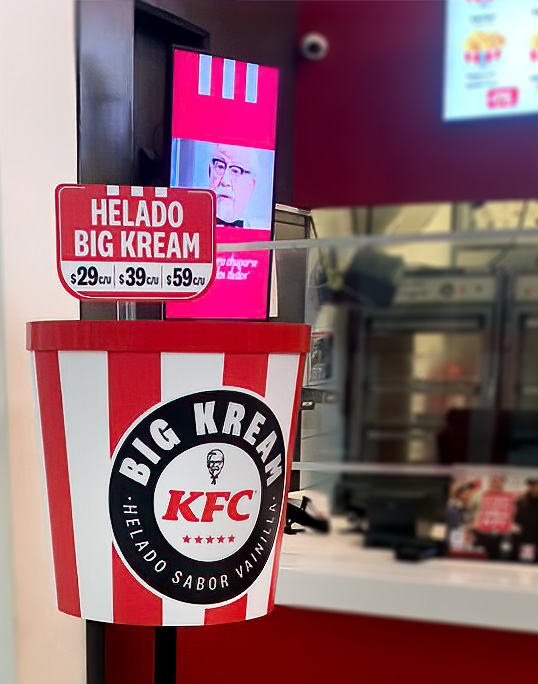 HELADO
BIG KREAM
$29c/u $39c/u $59c/u
BIG KREAM
KFC
HELADO SABOR VAINILLA